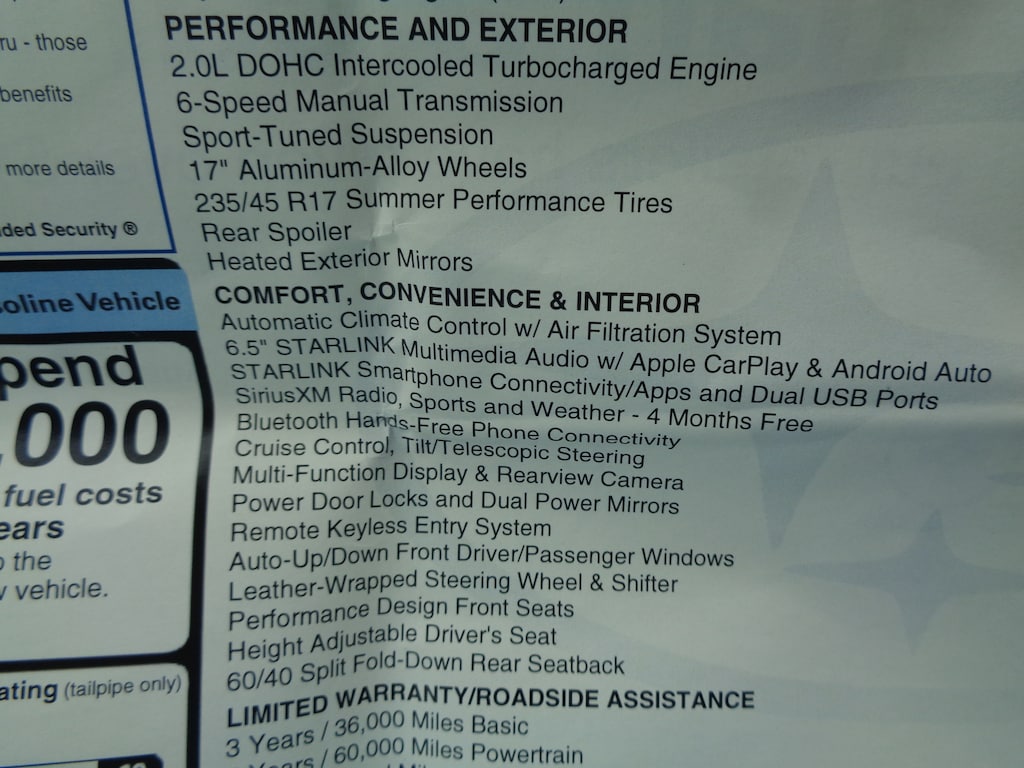 ru - those
benefits
more details
ded Security ®
oline Vehicle
pend
,000
fuel costs
ears
the
vehicle.
ating (tailpipe only)
PERFORMANCE AND EXTERIOR
2.0L DOHC Intercooled Turbocharged Engine
6-Speed Manual Transmission
Sport-Tuned Suspension
17" Aluminum-Alloy Wheels
235/45 R17 Summer Performance Tires
Rear Spoiler
Heated Exterior Mirrors
COMFORT, CONVENIENCE & INTERIOR
Automatic Climate Control w/ Air Filtration System
6.5" STARLINK Multimedia Audio w/ Apple CarPlay & Android Auto
STARLINK Smartphone Connectivity/Apps and Dual USB Ports
SiriusXM Radio, Sports and Weather - 4 Months Free
Bluetooth Hands-Free Phone Connectivity
Cruise Control, Tilt/Telescopic Steering
Multi-Function Display & Rearview Camera
Power Door Locks and Dual Power Mirrors
Remote Keyless Entry System
Auto-Up/Down Front Driver/Passenger Windows
Leather-Wrapped Steering Wheel & Shifter
Performance Design Front Seats
Height Adjustable Driver's Seat
60/40 Split Fold-Down Rear Seatback
LIMITED WARRANTY/ROADSIDE ASSISTANCE
3 Years / 36,000 Miles Basic
Years / 60,000 Miles Powertrain